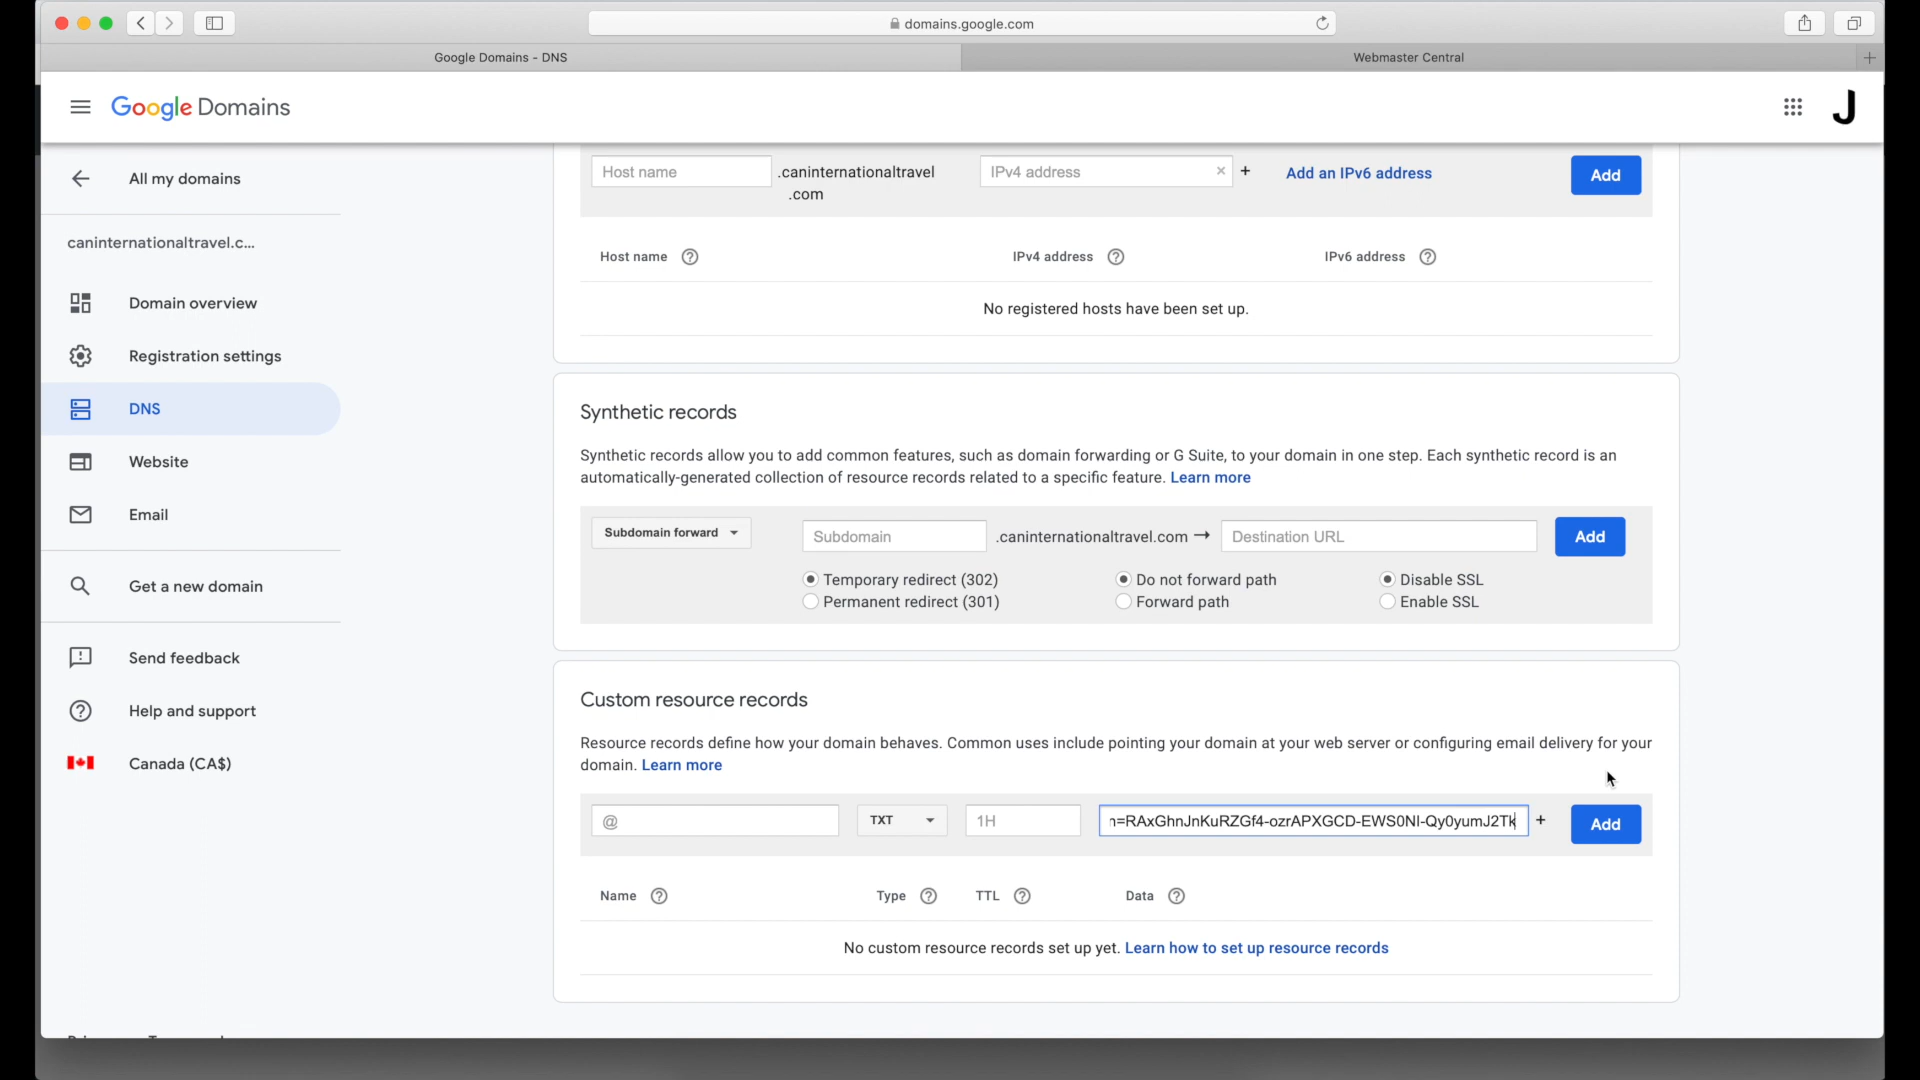 domains.google.com
Google Domains - DNS
Webmaster Central
Google Domains
J
All my domains
caninternationaltravel.c...
Domain overview
Registration settings
DNS
Website
Email
Get a new domain
Send feedback
Help and support
Canada (CA$)
Host name
.caninternationaltravel
.com
IPv4 address
Add an IPv6 address
Add
Host name
IPv4 address
IPv6 address
No registered hosts have been set up.
Synthetic records
Synthetic records allow you to add common features, such as domain forwarding or G Suite, to your domain in one step. Each synthetic record is an
automatically-generated collection of resource records related to a specific feature. Learn more
Subdomain forward
Subdomain
.caninternationaltravel.com →
Destination URL
Add
Temporary redirect (302)
Do not forward path
Disable SSL
Permanent redirect (301)
Forward path
Enable SSL
Custom resource records
Resource records define how your domain behaves. Common uses include pointing your domain at your web server or configuring email delivery for your
domain. Learn more
@
TXT
1H
n=RAxGhnJnKuRZGf4-ozrAPXGCD-EWS0NI-Qy0yumJ2Tk
+
Add
Name
Type
TTL
Data
No custom resource records set up yet. Learn how to set up resource records